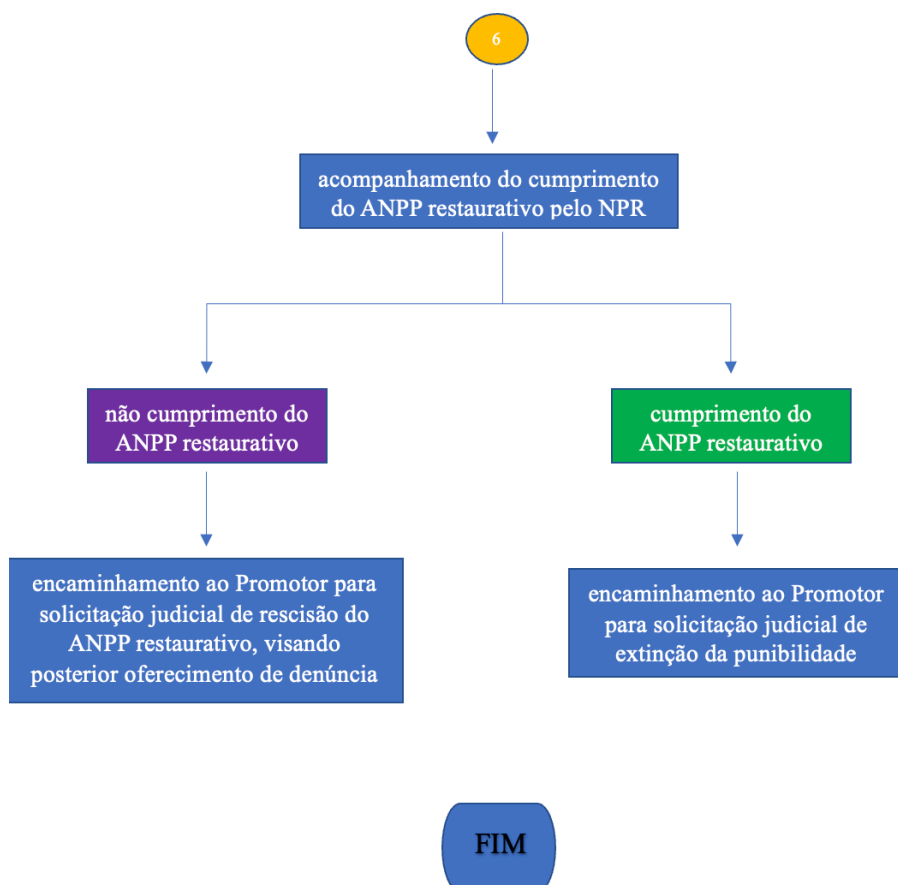 6
acompanhamento do cumprimento
do ANPP restaurativo pelo NPR
não cumprimento do
ANPP restaurativo
cumprimento do
ANPP restaurativo
encaminhamento ao Promotor para
solicitação judicial de rescisão do
ANPP restaurativo, visando
posterior oferecimento de denúncia
encaminhamento ao Promotor
para solicitação judicial de
extinção da punibilidade
FIM